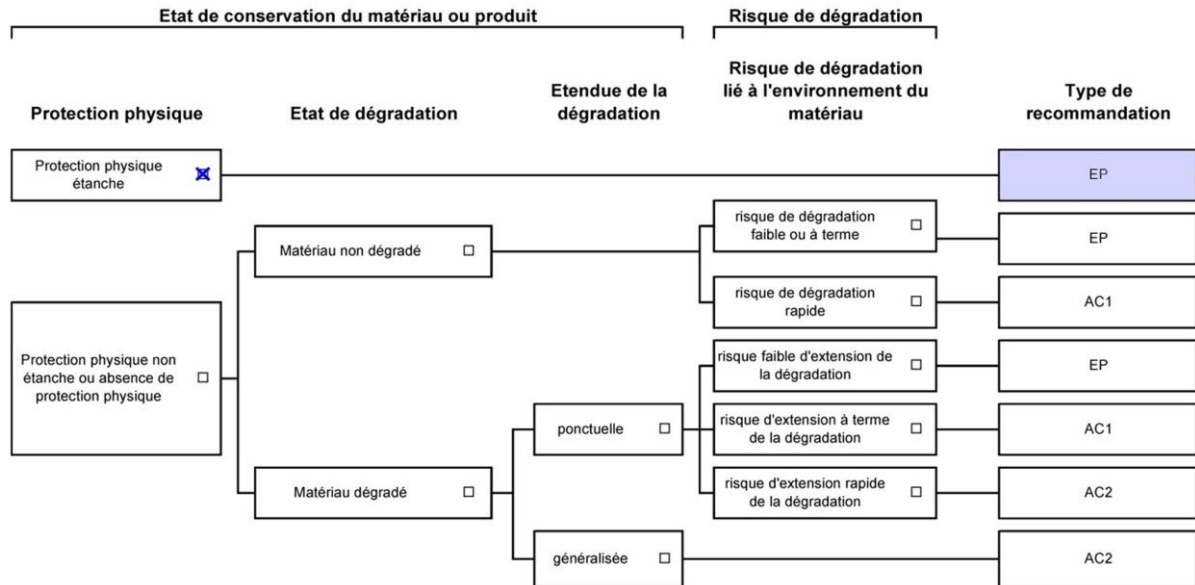 Etat de conservation du matériau ou produit
Risque de dégradation
Protection physique
Etat de dégradation
Etendue de la
dégradation
Risque de dégradation
lié à l'environnement du
matériau
Type de
recommandation
Protection physique
étanche
EP
Matériau non dégradé
risque de dégradation
faible ou à terme
EP
risque de dégradation
rapide
AC1
Protection physique non
étanche ou absence de
protection physique
risque faible d'extension de
la dégradation
EP
ponctuelle
risque d'extension à terme
de la dégradation
AC1
Matériau dégradé
risque d'extension rapide
de la dégradation
AC2
généralisée
AC2